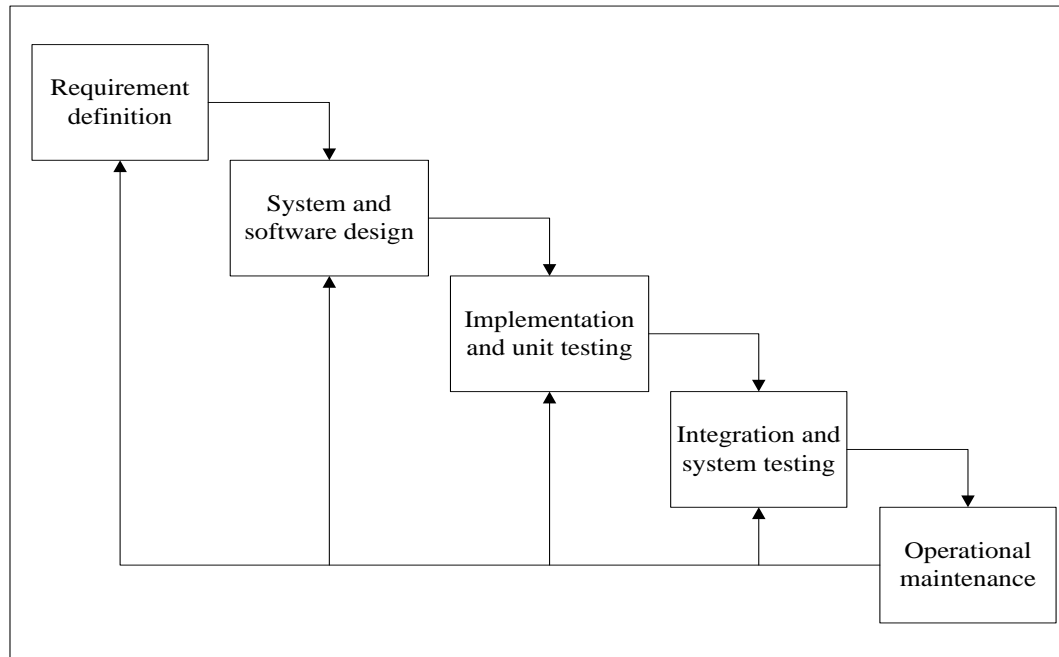 Requirement
definition
System and
software design
Implementation
and unit testing
Integration and
system testing
Operational
maintenance